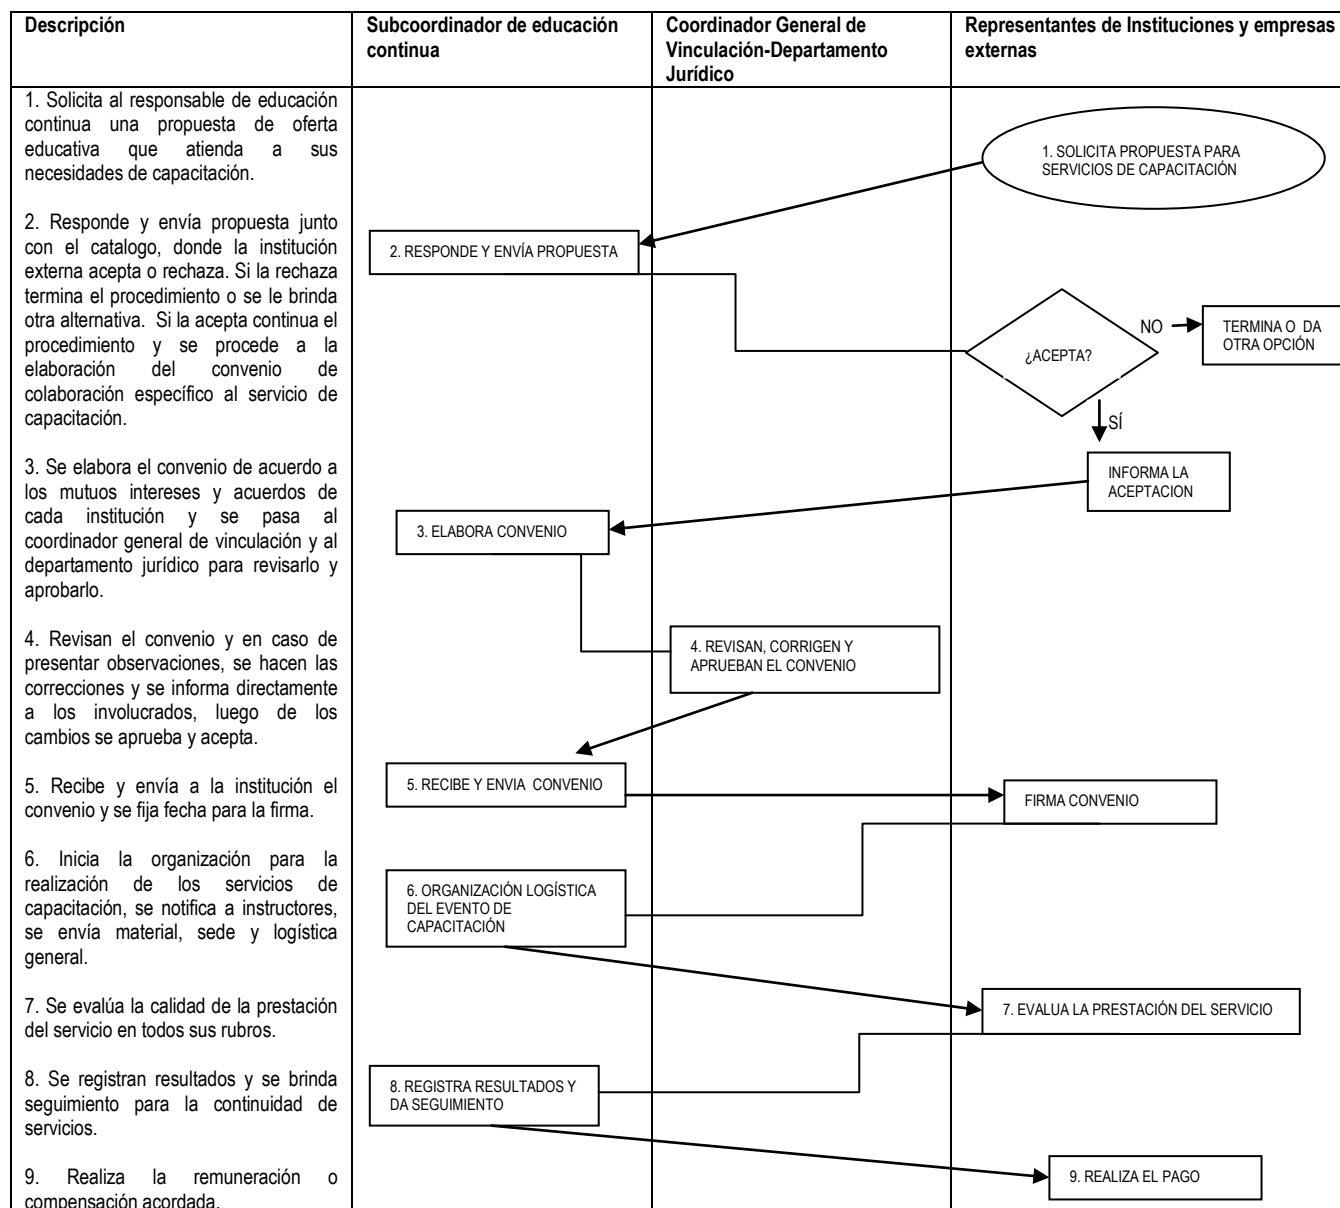 Descripción
Subcoordinador de educación
continua
Coordinador General de
Vinculación-Departamento
Jurídico
Representantes de Instituciones y empresas
externas
1. Solicita al responsable de educación
continua una propuesta de oferta
educativa que atienda a sus
necesidades de capacitación.
2. Responde y envía propuesta junto
con el catalogo, donde la institución
externa acepta o rechaza. Si la rechaza
termina el procedimiento o se le brinda
otra alternativa. Si la acepta continua el
procedimiento y se procede a la
elaboración del convenio de
colaboración específico al servicio de
capacitación.
3. Se elabora el convenio de acuerdo a
los mutuos intereses y acuerdos de
cada institución y se pasa al
coordinador general de vinculación y al
departamento jurídico para revisarlo y
aprobarlo.
4. Revisan el convenio y en caso de
presentar observaciones, se hacen las
correcciones y se informa directamente
a los involucrados, luego de los
cambios se aprueba y acepta.
5. Recibe y envía a la institución el
convenio y se fija fecha para la firma.
6. Inicia la organización para la
realización de los servicios de
capacitación, se notifica a instructores,
se envía material, sede y logística
general.
7. Se evalúa la calidad de la prestación
del servicio en todos sus rubros.
8. Se registran resultados y se brinda
seguimiento para la continuidad de
servicios.
9. Realiza la remuneración o
compensación acordada.
1. SOLICITA PROPUESTA PARA
SERVICIOS DE CAPACITACIÓN
2. RESPONDE Y ENVÍA PROPUESTA
¿ACEPTA?
NO
TERMINA O DA
OTRA OPCIÓN
SÍ
INFORMA LA
ACEPTACION
3. ELABORA CONVENIO
4. REVISAN, CORRIGEN Y
APRUEBAN EL CONVENIO
5. RECIBE Y ENVIA CONVENIO
FIRMA CONVENIO
6. ORGANIZACIÓN LOGÍSTICA
DEL EVENTO DE
CAPACITACIÓN
7. EVALUA LA PRESTACIÓN DEL SERVICIO
8. REGISTRA RESULTADOS Y
DA SEGUIMIENTO
9. REALIZA EL PAGO